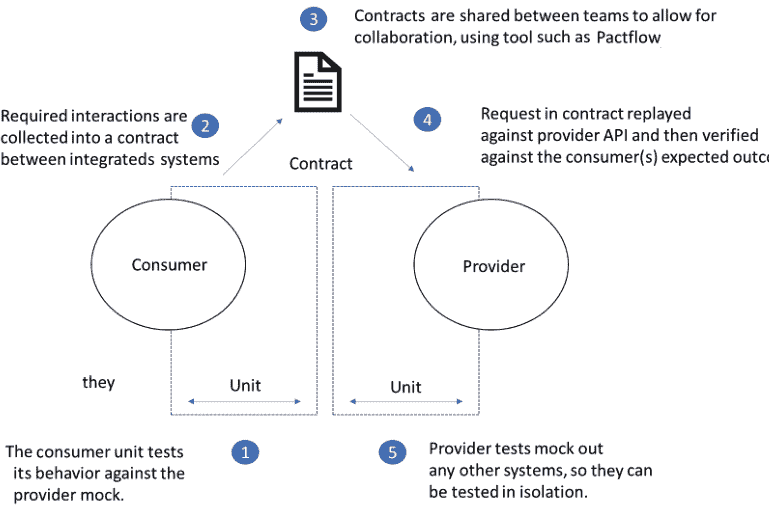 3
Contracts are shared between teams to allow for
collaboration, using tool such as Pactflow
Required interactions are
collected into a contract
between integrateds systems
2
4
Request in contract replayed
against provider API and then verified
against the consumer(s) expected outco
Contract
Consumer
Provider
they
Unit
Unit
The consumer unit tests
its behavior against the
provider mock.
1
5
Provider tests mock out
any other systems, so they can
be tested in isolation.